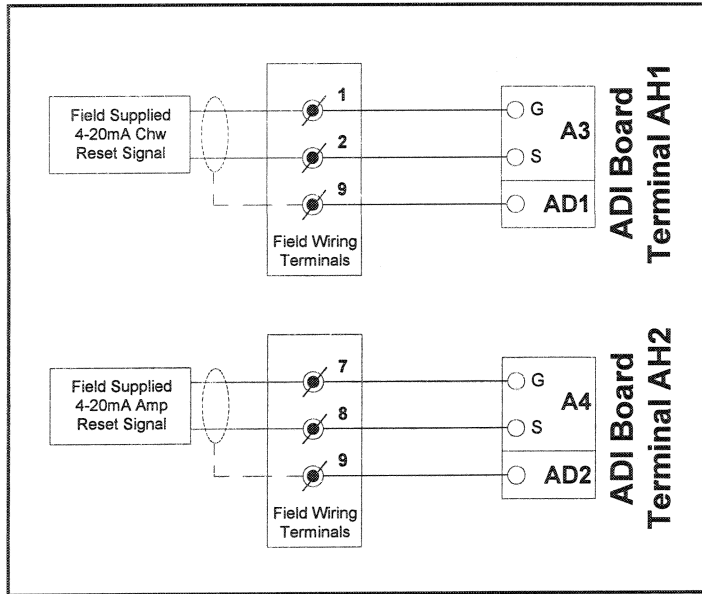 Field Supplied
4-20mA Chw
Reset Signal
1
2
9
Field Wiring
Terminals
G
S
A3
AD1
ADI Board
Terminal AH1
Field Supplied
4-20mA Amp
Reset Signal
7
8
9
Field Wiring
Terminals
G
S
A4
AD2
ADI Board
Terminal AH2